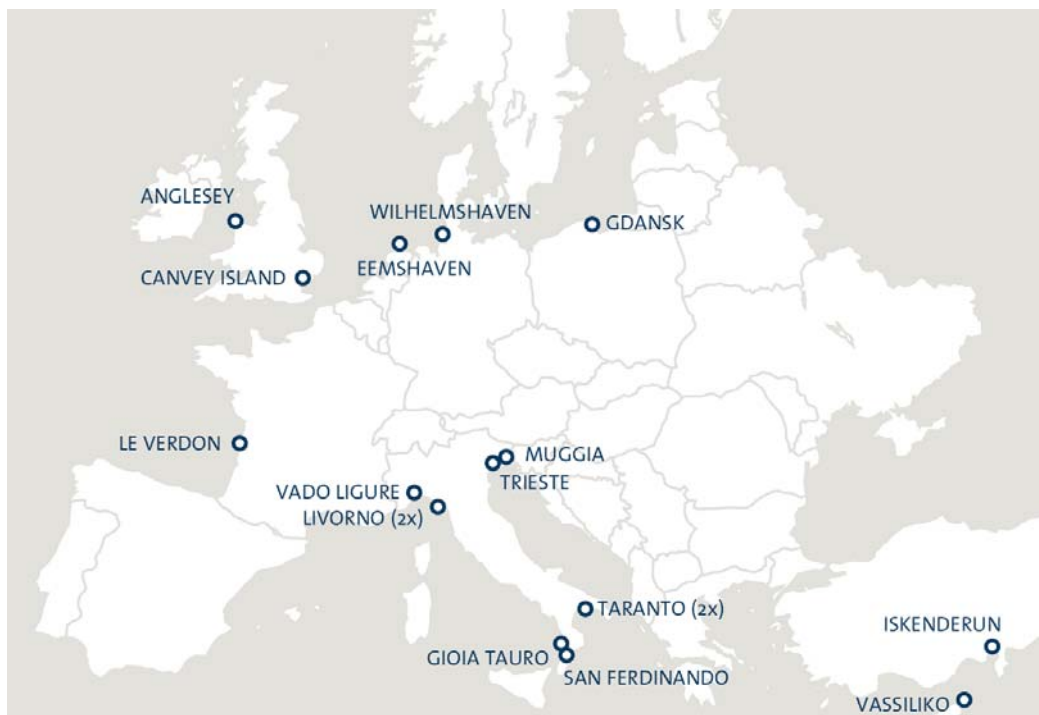 ANGLESEY
WILHELMSHAVEN
GDANSK
EEMSHAVEN
CANVEY ISLAND
LE VERDON
MUGGIA
TRIESTE
VADO LIGURE
LIVORNO (2x)
TARANTO (2x)
ISKENDERUN
GIOIA TAURO
SAN FERDINANDO
VASSILIKO